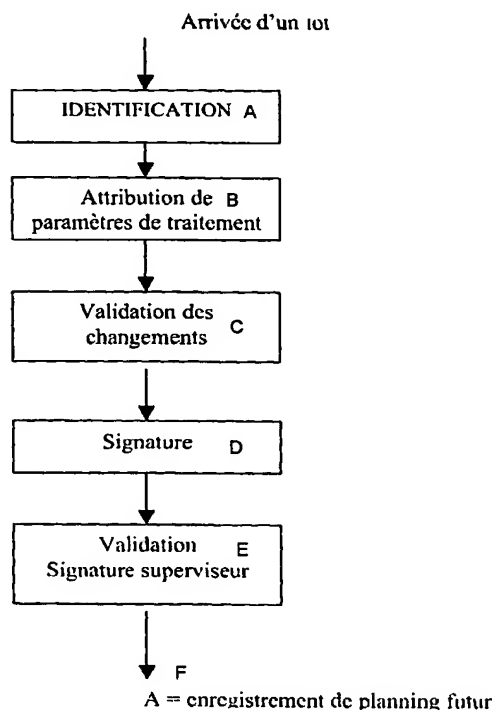 Arrivée d'un lot
IDENTIFICATION A
Attribution de B
paramètres de traitement
Validation des
changements C
Signature D
Validation E
Signature superviseur
F
A = enregistrement de planning futur